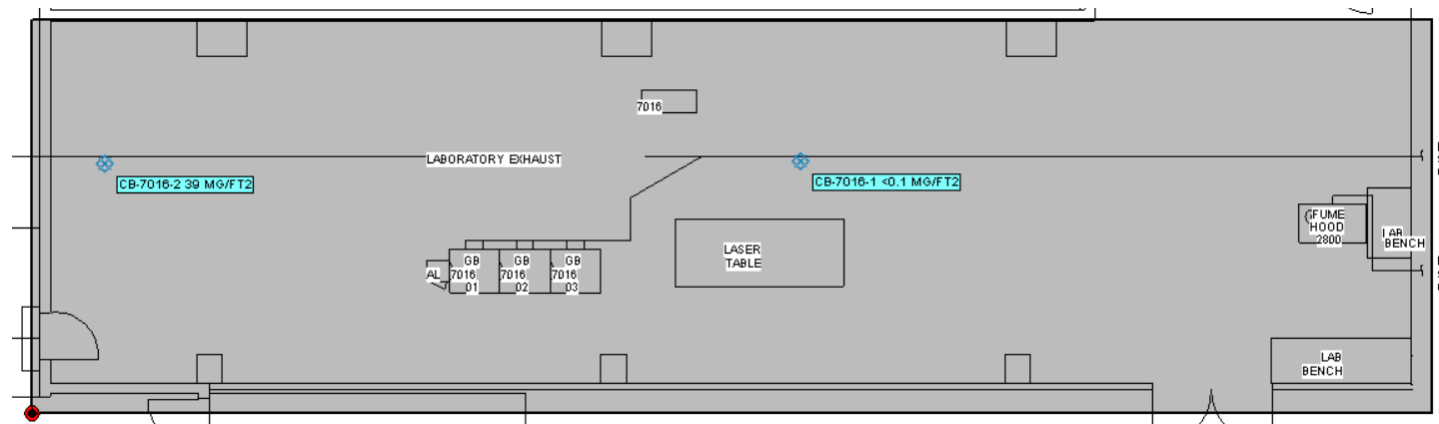 7016
LABORATORY EXHAUST
CB-7016-2 39 MG/FT2
CB-7016-1 <0.1 MG/FT2
FUME
HOOD
2800
LAB
BENCH
LASER
TABLE
AL
GB
7016
01
GB
7016
02
GB
7016
03
LAB
BENCH